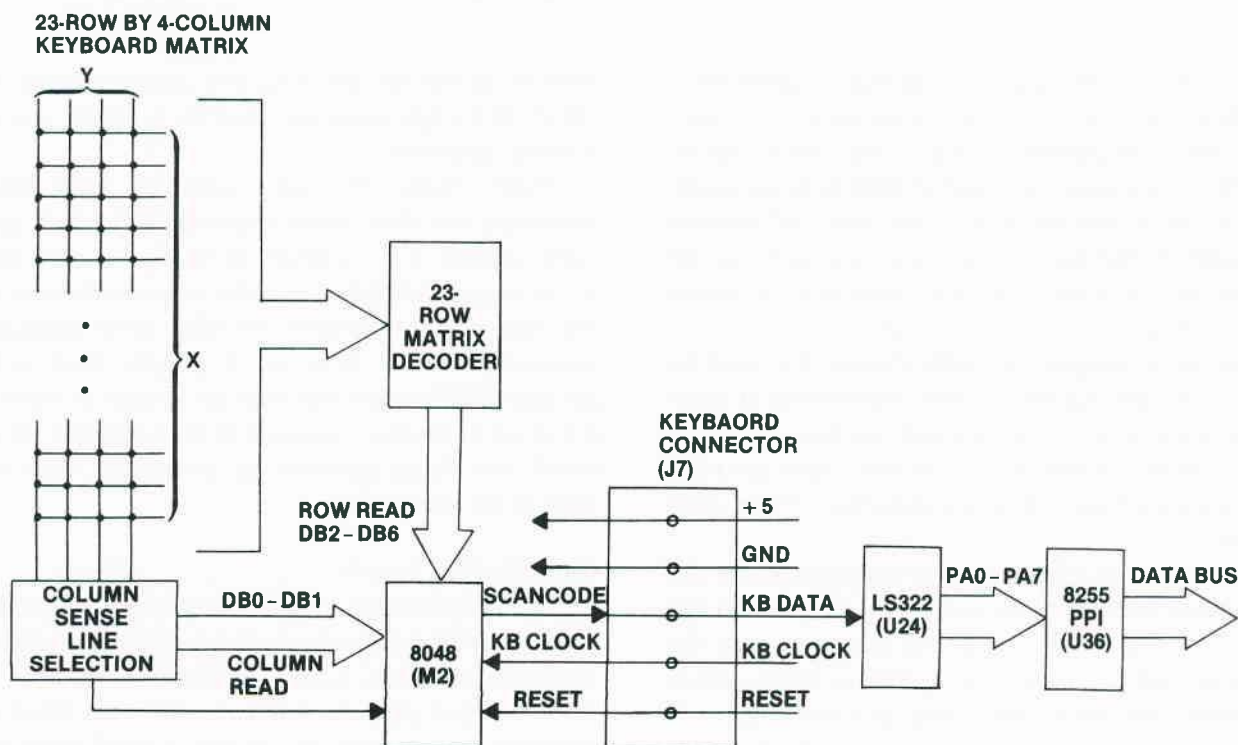 23-ROW BY 4-COLUMN
KEYBOARD MATRIX
Y
X
23-
ROW
MATRIX
DECODER
ROW READ
DB2 – DB6
COLUMN
SENSE
LINE
SELECTION
DB0 – DB1
COLUMN
READ
8048
(M2)
SCANCODE
KB CLOCK
RESET
KEYBAORD
CONNECTOR
(J7)
+ 5
GND
KB DATA
KB CLOCK
RESET
LS322
(U24)
PA0 – PA7
8255
PPI
(U36)
DATA BUS